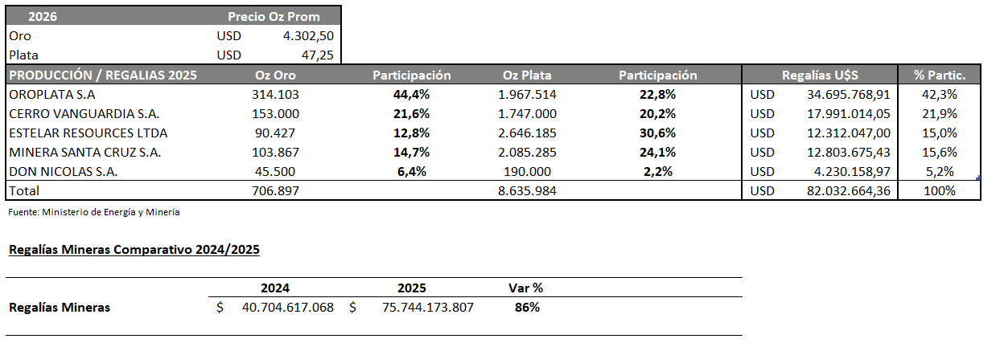 2026 Precio Oz Prom
Oro USD 4.302,50
Plata USD 47,25
PRODUCCIÓN / REGALIAS 2025 Oz Oro Participación Oz Plata Participación Regalías U$S % Partic.
OROPLATA S.A 314.103 44,4% 1.967.514 22,8% USD 34.695.768,91 42,3%
CERRO VANGUARDIA S.A. 153.000 21,6% 1.747.000 20,2% USD 17.991.014,05 21,9%
ESTELAR RESOURCES LTDA 90.427 12,8% 2.646.185 30,6% USD 12.312.047,00 15,0%
MINERA SANTA CRUZ S.A. 103.867 14,7% 2.085.285 24,1% USD 12.803.675,43 15,6%
DON NICOLAS S.A. 45.500 6,4% 190.000 2,2% USD 4.230.158,97 5,2%
Total 706.897 8.635.984 USD 82.032.664,36 100%
Fuente: Ministerio de Energía y Minería
Regalías Mineras Comparativo 2024/2025
2024 2025 Var %
Regalías Mineras $ 40.704.617.068 $ 75.744.173.807 86%